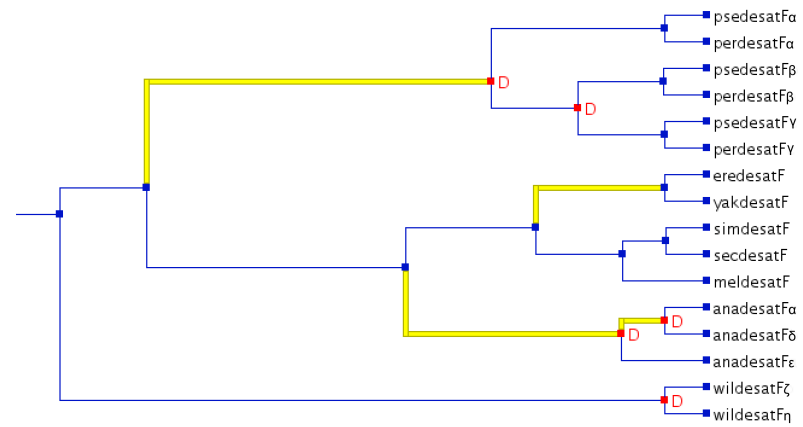 psedesatFα
D
perdesatFα
psedesatFβ
D
perdesatFβ
psedesatFγ
perdesatFγ
eredesatF
yakdesatF
simdesatF
secdesatF
meldesatF
anadesatFα
D
anadesatFδ
D
anadesatFε
wildesatFζ
D
wildesatFη